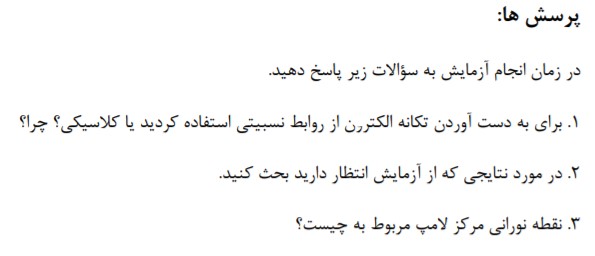 پرسش ها:
در زمان انجام آزمایش به سؤالات زیر پاسخ دهید.
۱. برای به دست آوردن تکانه الکتررن از روابط نسبیتی استفاده کردید یا کلاسیکی؟ چرا؟
۲. در مورد نتایجی که از آزمایش انتظار دارید بحث کنید.
۳. نقطه نورانی مرکز لامپ مربوط به چیست؟